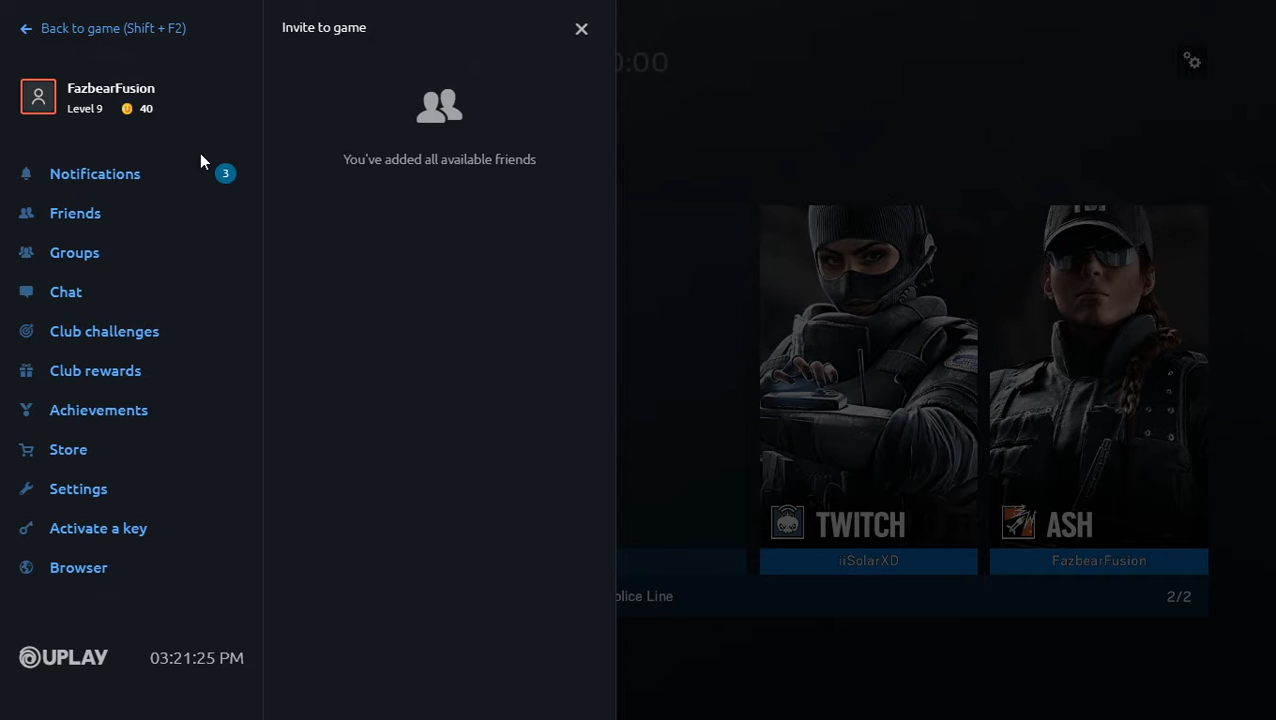 Back to game (Shift + F2)
Invite to game
FazbearFusion
Level 9 40
You've added all available friends
Notifications 3
Friends
Groups
Chat
Club challenges
Club rewards
Achievements
Store
Settings
Activate a key
Browser
UPLAY 03:21:25 PM
:00
TWITCH
iiSolarXD
ASH
FazbearFusion
olice Line 2/2